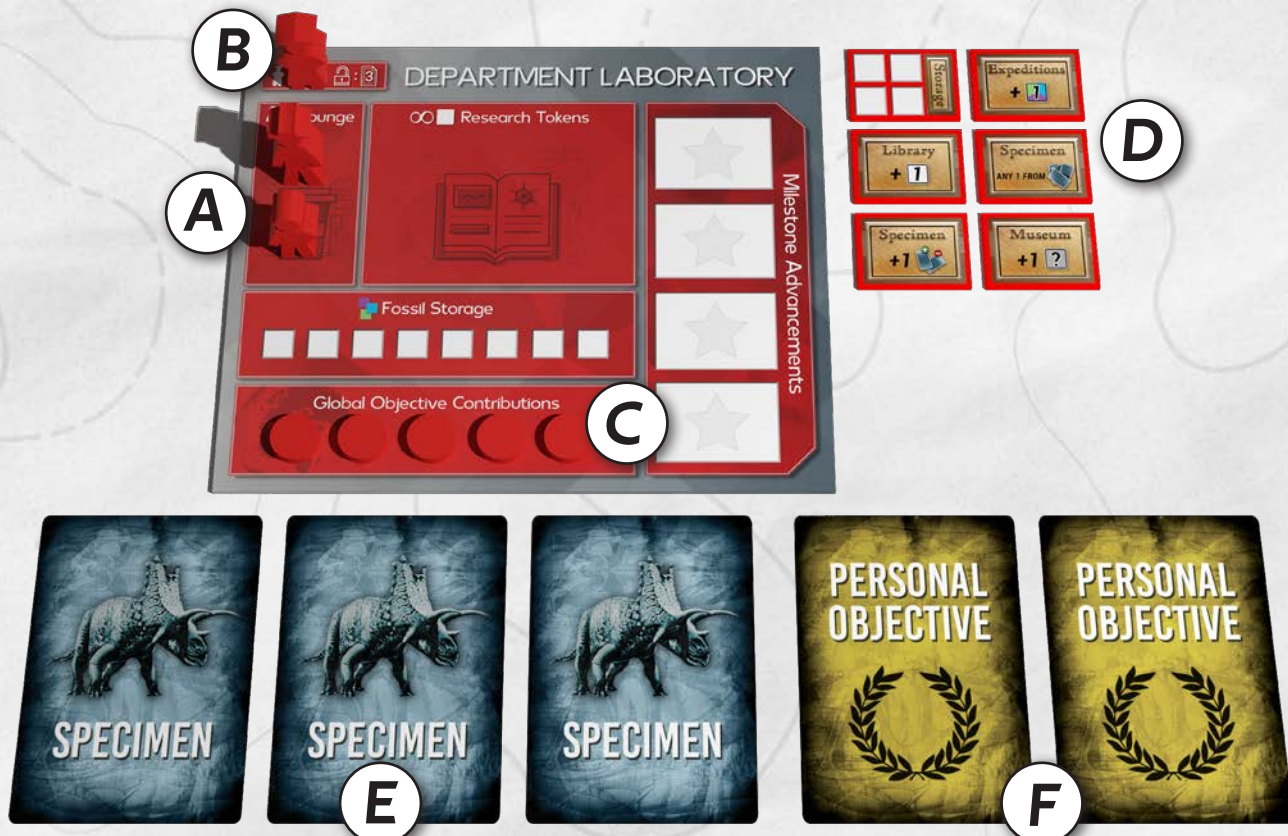 B
: 3
DEPARTMENT LABORATORY
Research Tokens
A
Fossil Storage
Global Objective Contributions
C
Milestone Advancements
Storage
Expeditions
+ 1
Library
+ 1
Specimen
ANY 1 FROM
Specimen
+1
Museum
+1 ?
D
SPECIMEN
SPECIMEN
SPECIMEN
E
PERSONAL
OBJECTIVE
PERSONAL
OBJECTIVE
F